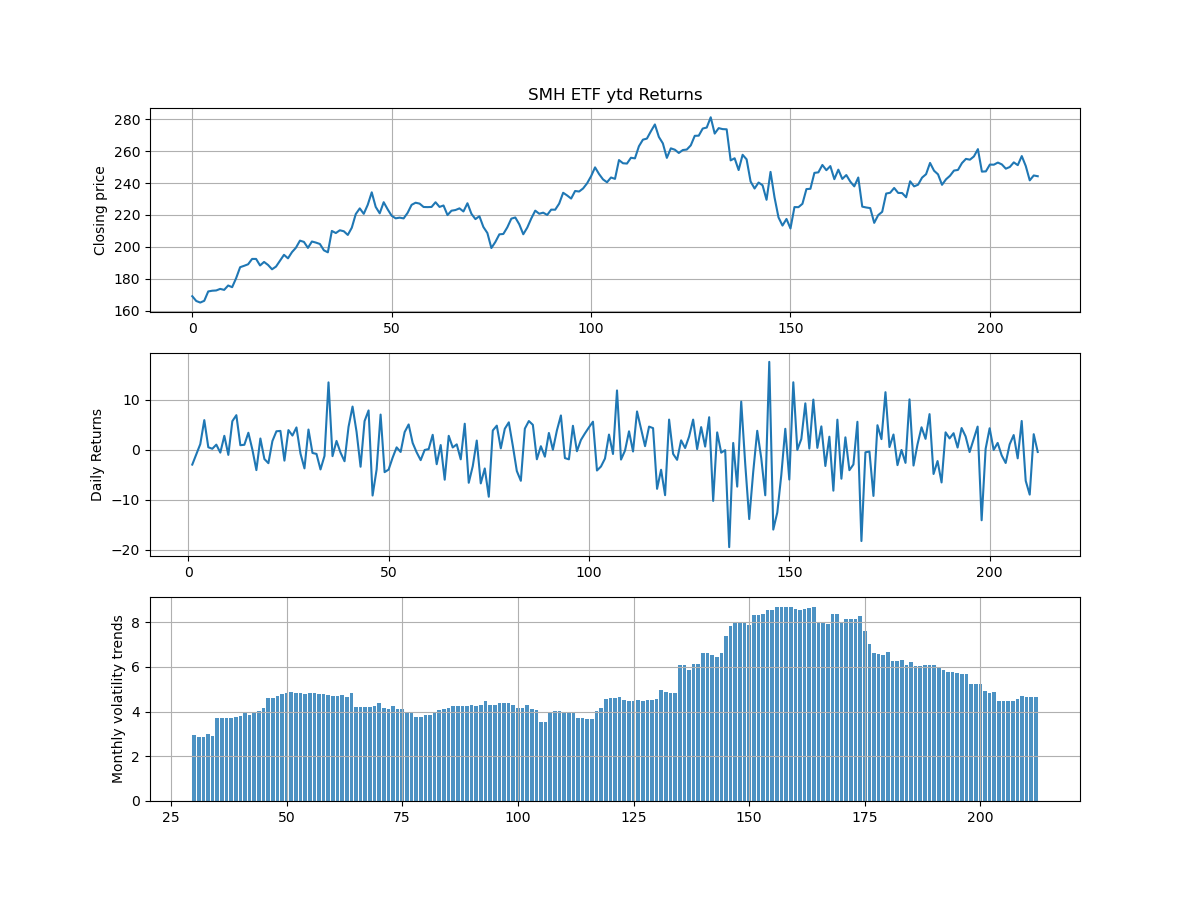 SMH ETF ytd Returns
Closing price
280
260
240
220
200
180
160
0 50 100 150 200
Daily Returns
10
0
−10
−20
0 50 100 150 200
Monthly volatility trends
8
6
4
2
0
25 50 75 100 125 150 175 200